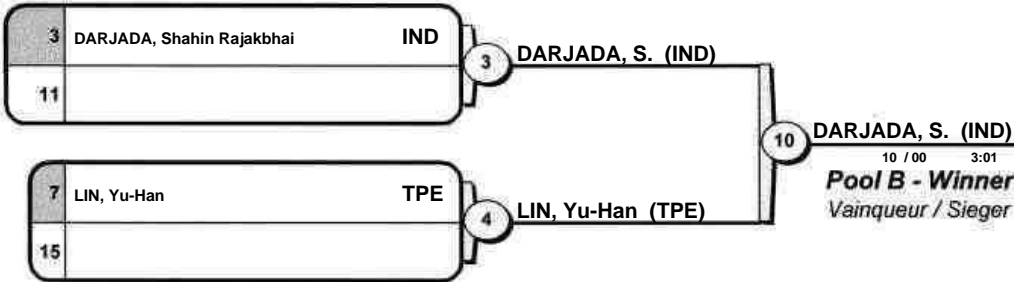 3 DARJADA, Shahin Rajakbhai IND
11
3 DARJADA, S. (IND)
7 LIN, Yu-Han TPE
15
4 LIN, Yu-Han (TPE)
10 DARJADA, S. (IND)
10 / 00 3:01
Pool B - Winner
Vainqueur / Sieger